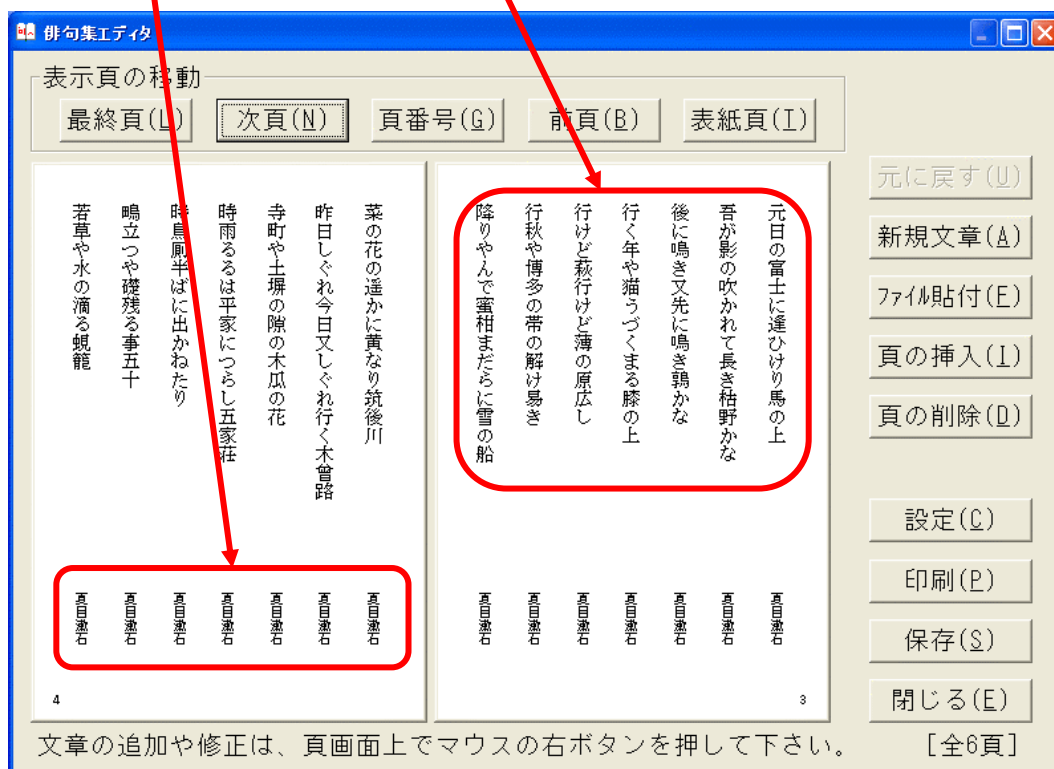 俳句集エディタ
表示頁の移動
最終頁(L)
次頁(N)
頁番号(G)
前頁(B)
表紙頁(T)
元日の富士に逢ひけり馬の上
吾が影の吹かれて長き枯野かな
後に鳴き又先に鳴き鶉かな
行く年や猫うづくまる膝の上
行けど萩行けど薄の原広し
行秋や博多の帯の解け易き
降りやんで蜜柑まだらに雪の船
夏目漱石
夏目漱石
夏目漱石
夏目漱石
夏目漱石
夏目漱石
夏目漱石
3
菜の花の遥かに黄なり筑後川
昨日しぐれ今日又しぐれ行く木曾路
寺町や土塀の隙の木瓜の花
時雨るるは平家につらし五家荘
時鳥厠半ばに出かねたり
鴫立つや礎残る事五十
若草や水の滴る蜆籠
夏目漱石
夏目漱石
夏目漱石
夏目漱石
夏目漱石
夏目漱石
夏目漱石
4
元に戻す(U)
新規文章(A)
ファイル貼付(F)
頁の挿入(I)
頁の削除(D)
設定(C)
印刷(P)
保存(S)
閉じる(E)
文章の追加や修正は、頁画面上でマウスの右ボタンを押して下さい。
[全6頁]